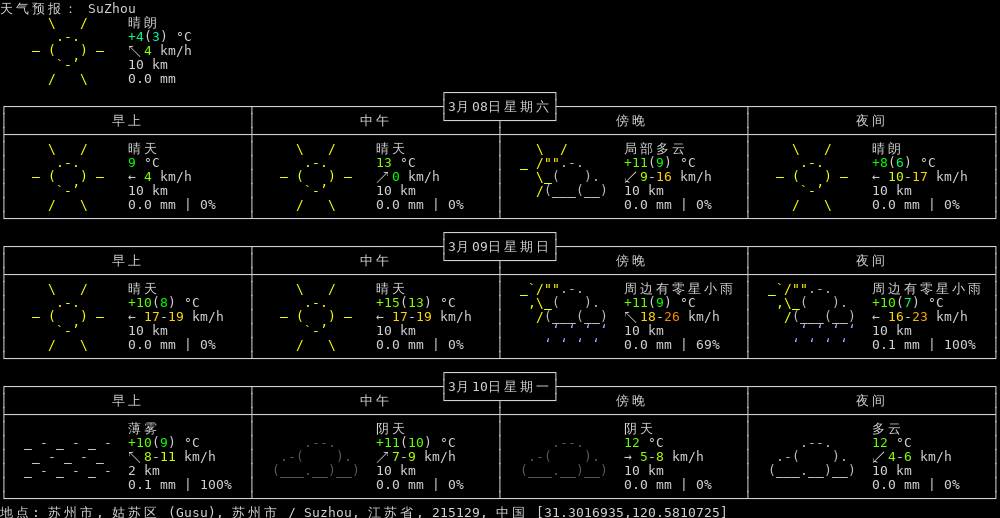 天气预报： SuZhou
晴朗
+4(3) °C
↖ 4 km/h
10 km
0.0 mm
3月08日星期六
早上 中午 傍晚 夜间
晴天 晴天 局部多云 晴朗
9 °C 13 °C +11(9) °C +8(6) °C
← 4 km/h ↗ 0 km/h ↙ 9-16 km/h ← 10-17 km/h
10 km 10 km 10 km 10 km
0.0 mm | 0% 0.0 mm | 0% 0.0 mm | 0% 0.0 mm | 0%
3月09日星期日
早上 中午 傍晚 夜间
晴天 晴天 周边有零星小雨 周边有零星小雨
+10(8) °C +15(13) °C +11(9) °C +10(7) °C
← 17-19 km/h ← 17-19 km/h ↖ 18-26 km/h ← 16-23 km/h
10 km 10 km 10 km 10 km
0.0 mm | 0% 0.0 mm | 0% 0.0 mm | 69% 0.1 mm | 100%
3月10日星期一
早上 中午 傍晚 夜间
薄雾 阴天 阴天 多云
+10(9) °C +11(10) °C 12 °C 12 °C
↖ 8-11 km/h ↗ 7-9 km/h → 5-8 km/h ↙ 4-6 km/h
2 km 10 km 10 km 10 km
0.1 mm | 100% 0.0 mm | 0% 0.0 mm | 0% 0.0 mm | 0%
地点: 苏州市, 姑苏区 (Gusu), 苏州市 / Suzhou, 江苏省, 215129, 中国 [31.3016935,120.5810725]